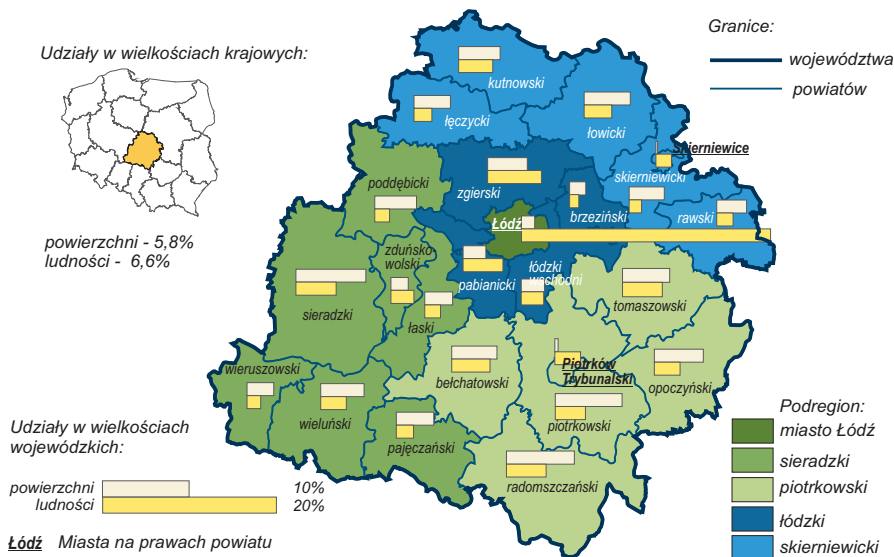 Udziały w wielkościach krajowych:
powierzchni - 5,8%
ludności - 6,6%
Granice:
województwa
powiatów
kutnowski
łęczycki
łowicki
Skierniewice
skierniewicki
rawski
poddębicki
zgierski
brzeziński
Łódź
zduńsko
wolski
pabianicki
łódzki
wschodni
sieradzki
łaski
tomaszowski
wieruszowski
bełchatowski
Piotrków
Trybunalski
opoczyński
wieluński
pajęczański
piotrkowski
radomszczański
Udziały w wielkościach
wojewódzkich:
powierzchni 10%
ludności 20%
Łódź Miasta na prawach powiatu
Podregion:
miasto Łódź
sieradzki
piotrkowski
łódzki
skierniewicki